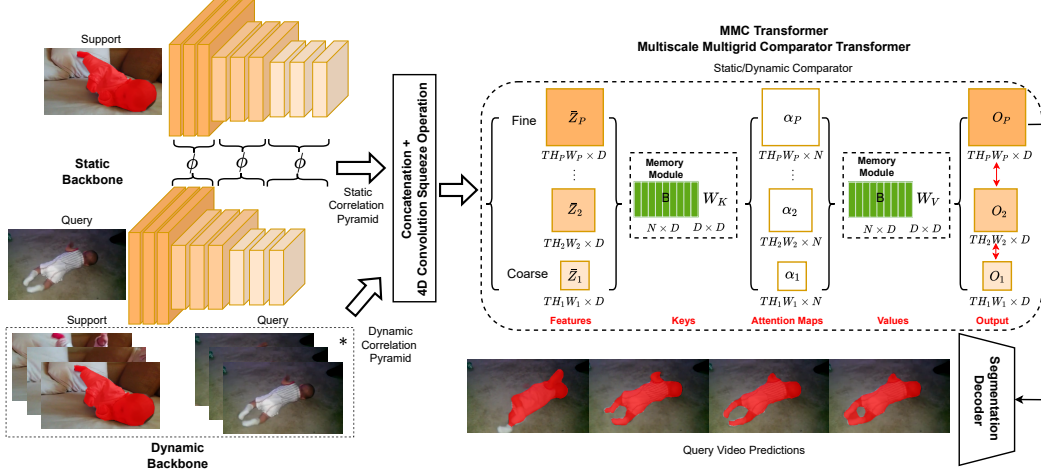 Support
Static
Backbone
Query
ϕ ϕ ϕ
Static
Correlation
Pyramid
Concatenation +
4D Convolution Squeeze Operation
Support
Query
*
Dynamic
Correlation
Pyramid
Dynamic
Backbone
MMC Transformer
Multiscale Multigrid Comparator Transformer
Static/Dynamic Comparator
Fine
Z̄_P
TH_PW_P × D
⋮
Z̄_2
TH_2W_2 × D
Coarse
Z̄_1
TH_1W_1 × D
Features
Memory
Module
B
W_K
N × D D × D
Keys
α_P
TH_PW_P × N
⋮
α_2
TH_2W_2 × N
α_1
TH_1W_1 × N
Attention Maps
Memory
Module
B
W_V
N × D D × D
Values
O_P
TH_PW_P × D
O_2
TH_2W_2 × D
O_1
TH_1W_1 × D
Output
Segmentation
Decoder
Query Video Predictions